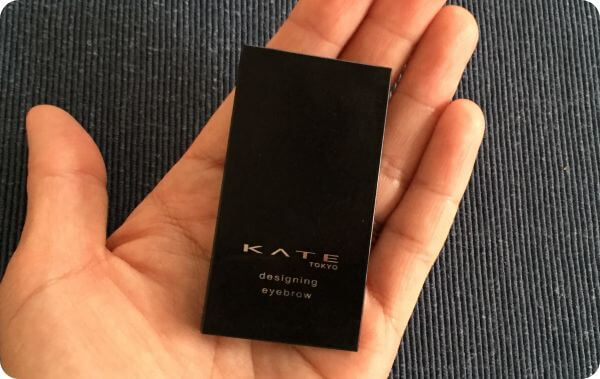 KATE
TOKYO
designing
eyebrow